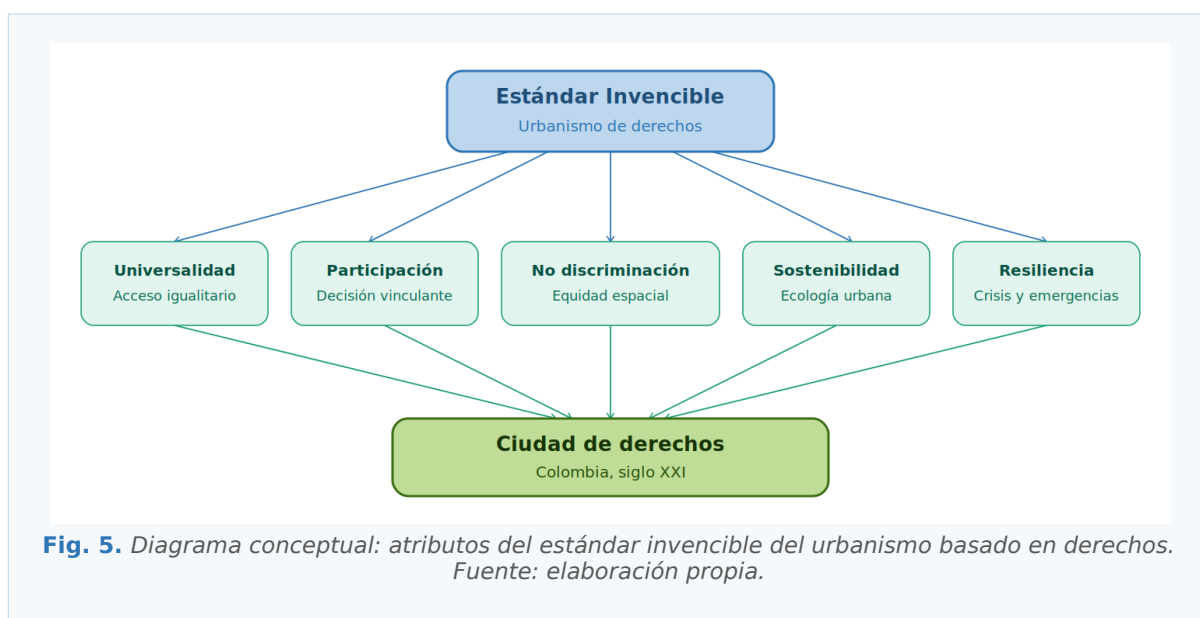 Estándar Invencible
Urbanismo de derechos
Universalidad
Acceso igualitario
Participación
Decisión vinculante
No discriminación
Equidad espacial
Sostenibilidad
Ecología urbana
Resiliencia
Crisis y emergencias
Ciudad de derechos
Colombia, siglo XXI
Fig. 5. Diagrama conceptual: atributos del estándar invencible del urbanismo basado en derechos.
Fuente: elaboración propia.